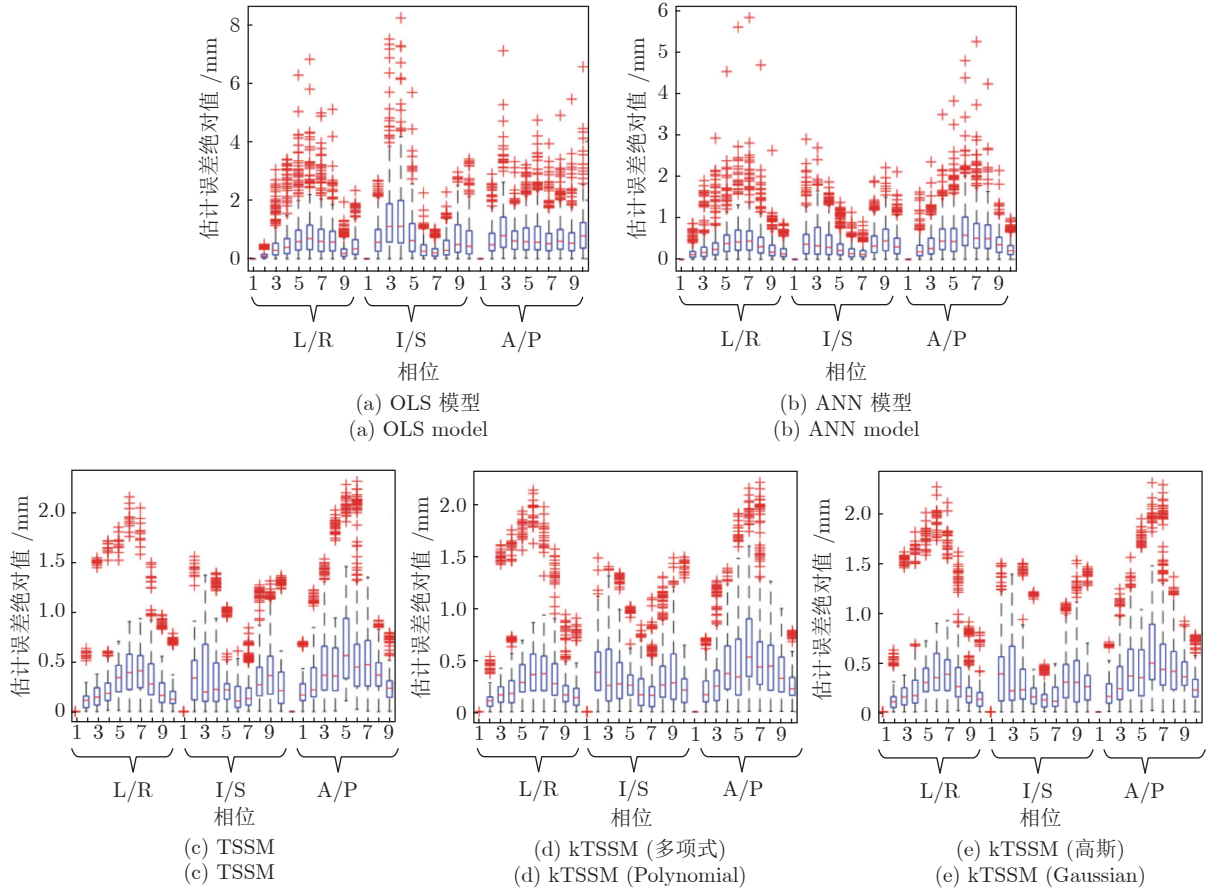 估计误差绝对值 /mm
8
6
4
2
0
1 3 5 7 9 1 3 5 7 9 1 3 5 7 9
L/R I/S A/P
相位
(a) OLS 模型
(a) OLS model
估计误差绝对值 /mm
6
5
4
3
2
1
0
1 3 5 7 9 1 3 5 7 9 1 3 5 7 9
L/R I/S A/P
相位
(b) ANN 模型
(b) ANN model
估计误差绝对值 /mm
2.0
1.5
1.0
0.5
0
1 3 5 7 9 1 3 5 7 9 1 3 5 7 9
L/R I/S A/P
相位
(c) TSSM
(c) TSSM
估计误差绝对值 /mm
2.0
1.5
1.0
0.5
0
1 3 5 7 9 1 3 5 7 9 1 3 5 7 9
L/R I/S A/P
相位
(d) kTSSM (多项式)
(d) kTSSM (Polynomial)
估计误差绝对值 /mm
2.0
1.5
1.0
0.5
0
1 3 5 7 9 1 3 5 7 9 1 3 5 7 9
L/R I/S A/P
相位
(e) kTSSM (高斯)
(e) kTSSM (Gaussian)